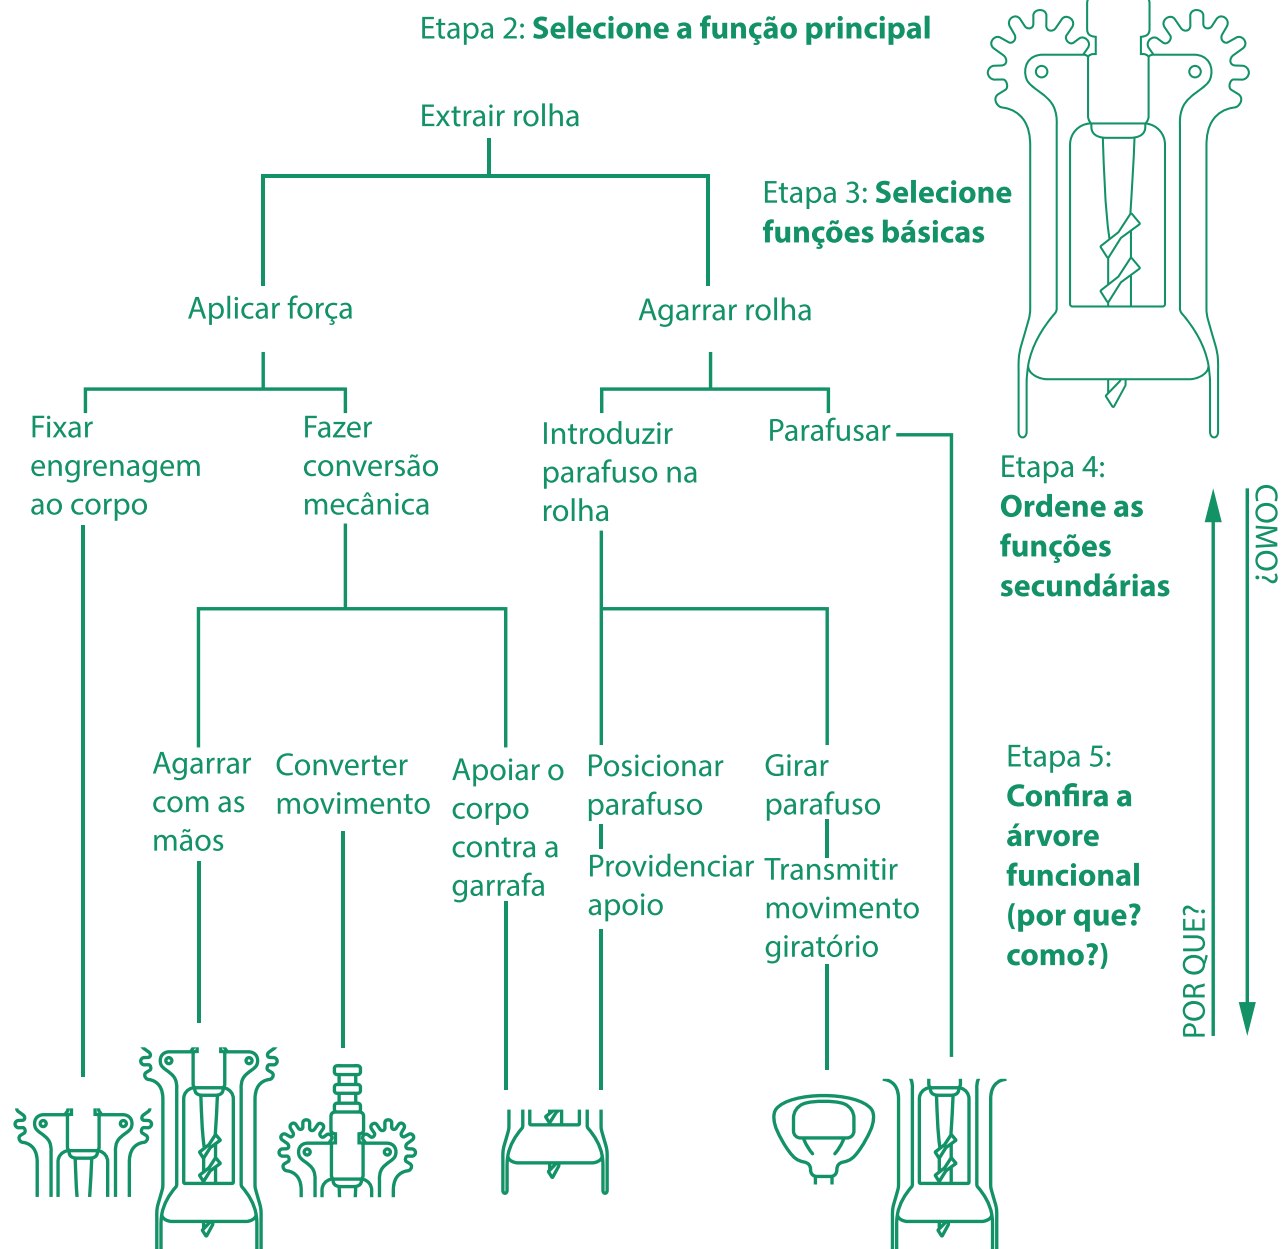 Etapa 2: Selecione a função principal
Extrair rolha
Etapa 3: Selecione
funções básicas
Aplicar força
Agarrar rolha
Fixar
engrenagem
ao corpo
Fazer
conversão
mecânica
Introduzir
parafuso na
rolha
Parafusar
Etapa 4:
Ordene as
funções
secundárias
COMO?
Agarrar
com as
mãos
Converter
movimento
Apoiar o
corpo
contra a
garrafa
Posicionar
parafuso
Providenciar
apoio
Girar
parafuso
Transmitir
movimento
giratório
Etapa 5:
Confira a
árvore
funcional
(por que?
como?)
POR QUE?